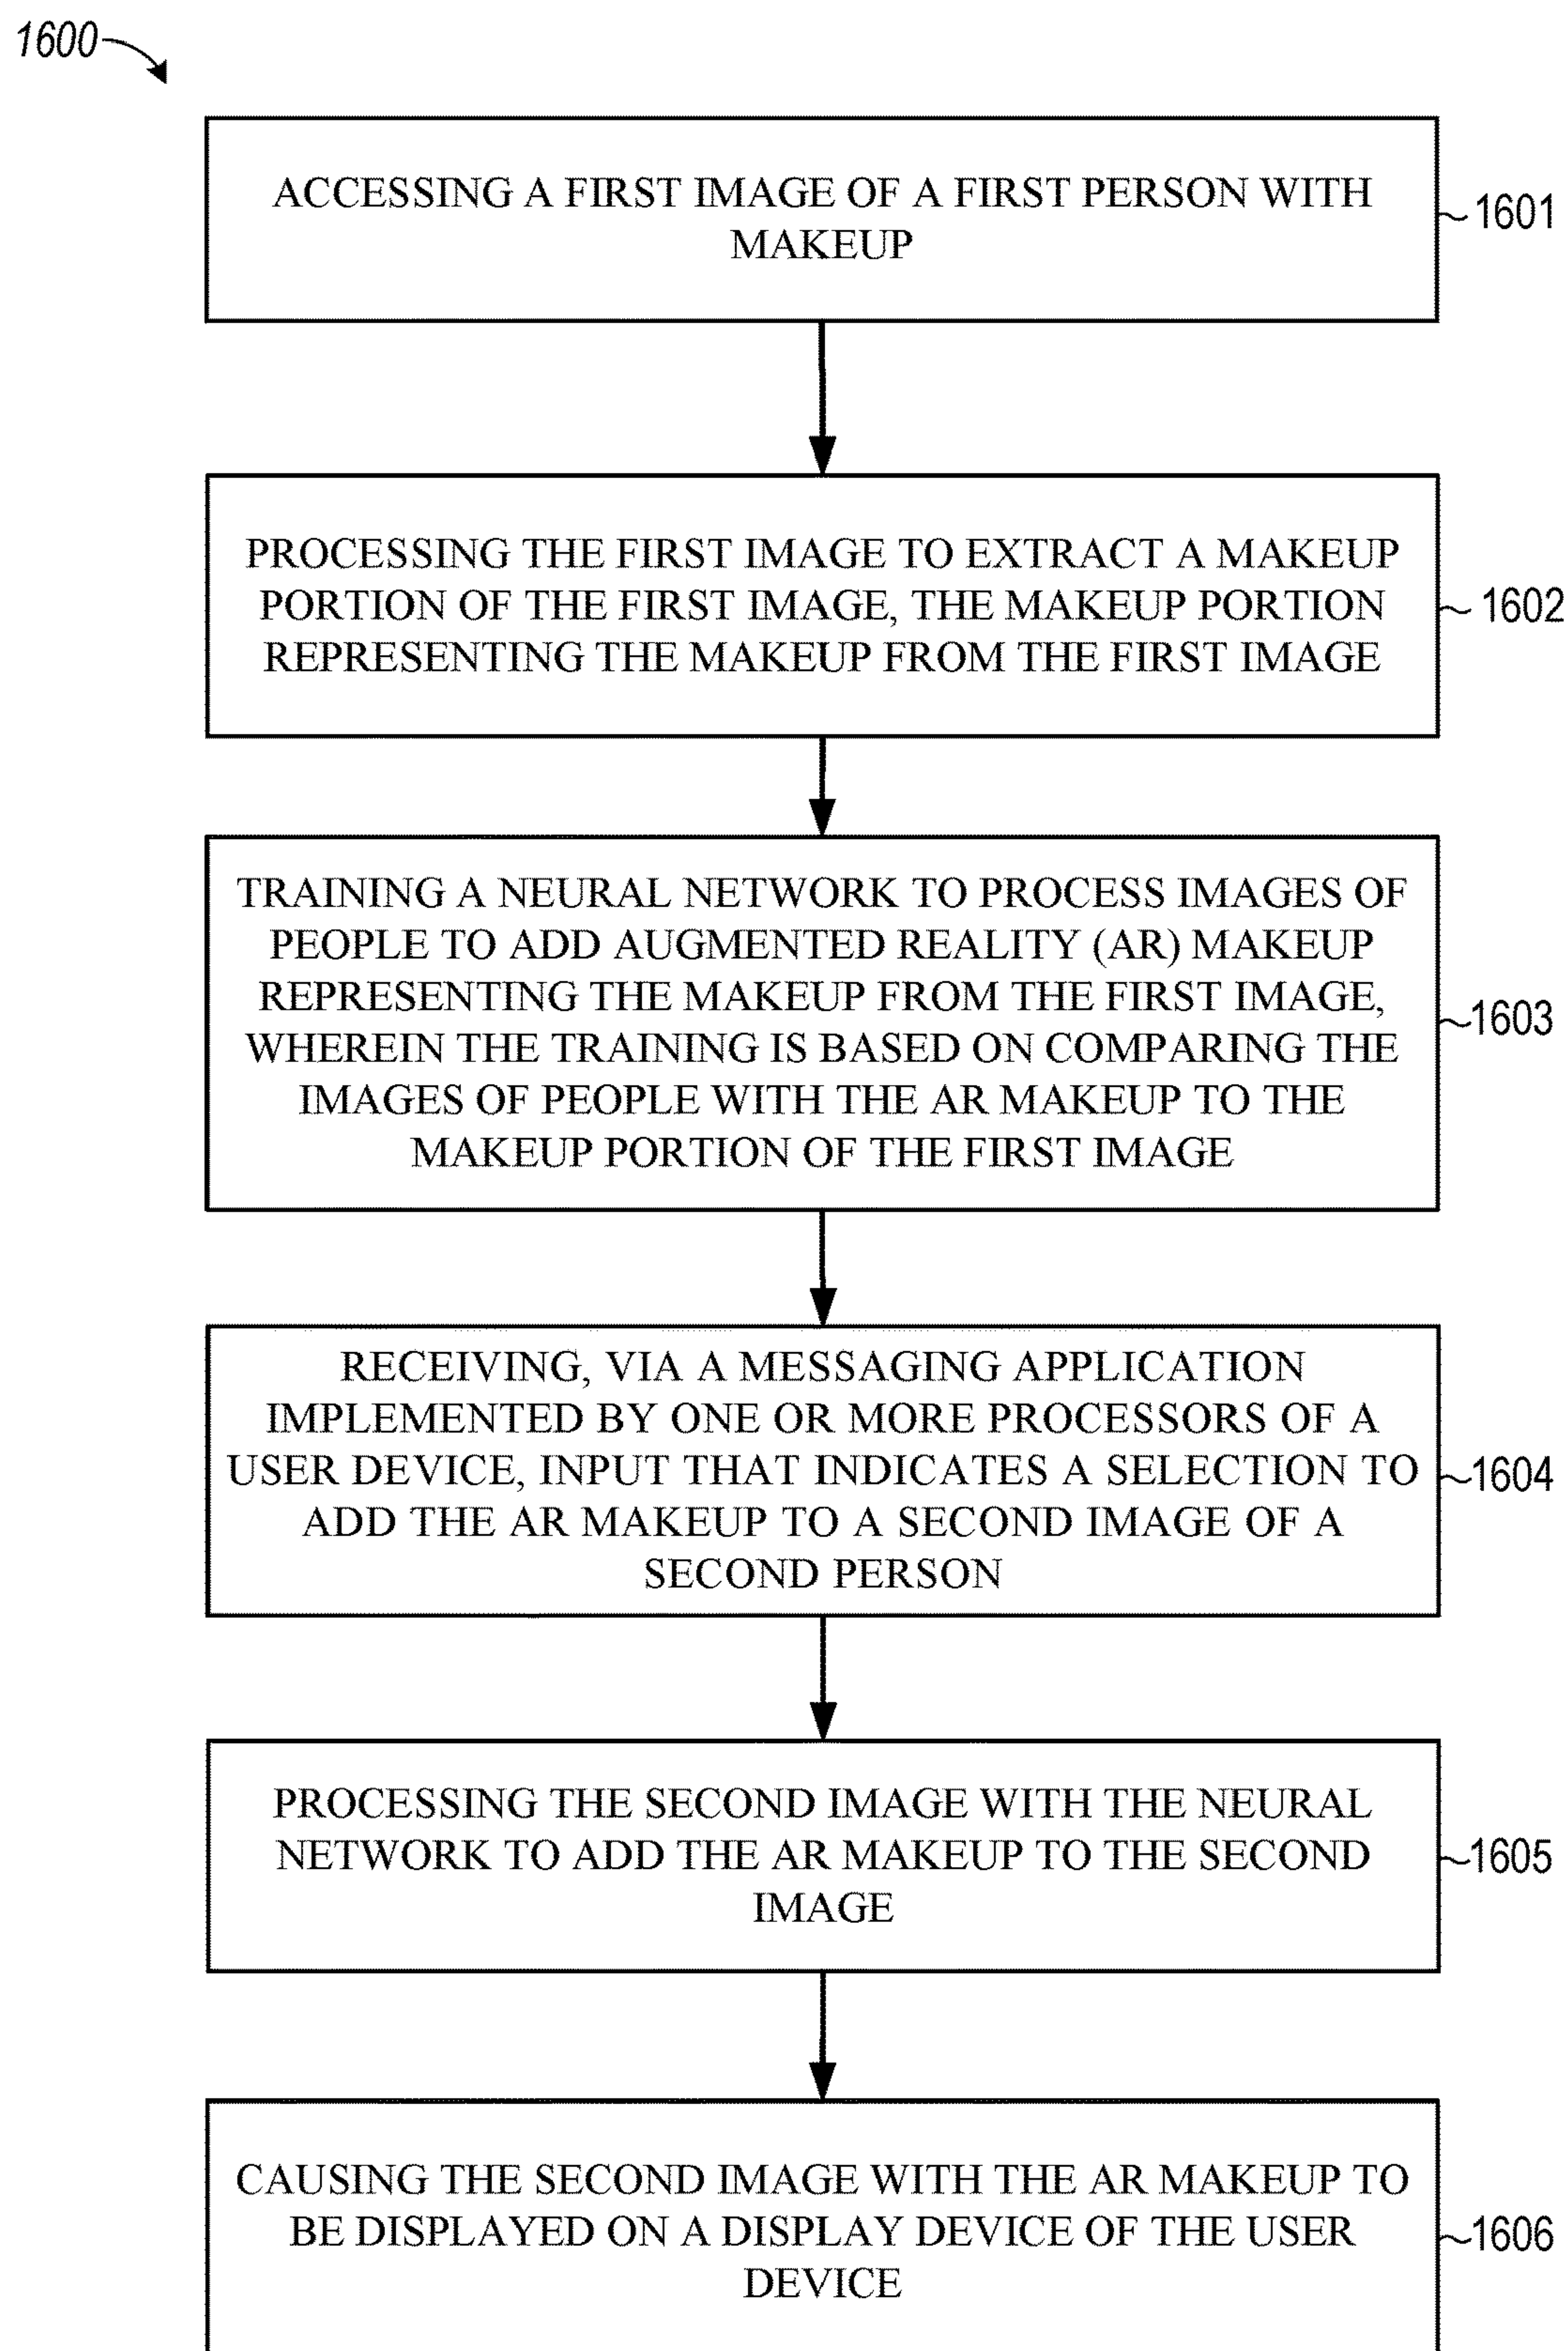 1600
ACCESSING A FIRST IMAGE OF A FIRST PERSON WITH
MAKEUP
1601
PROCESSING THE FIRST IMAGE TO EXTRACT A MAKEUP
PORTION OF THE FIRST IMAGE, THE MAKEUP PORTION
REPRESENTING THE MAKEUP FROM THE FIRST IMAGE
1602
TRAINING A NEURAL NETWORK TO PROCESS IMAGES OF
PEOPLE TO ADD AUGMENTED REALITY (AR) MAKEUP
REPRESENTING THE MAKEUP FROM THE FIRST IMAGE,
WHEREIN THE TRAINING IS BASED ON COMPARING THE
IMAGES OF PEOPLE WITH THE AR MAKEUP TO THE
MAKEUP PORTION OF THE FIRST IMAGE
1603
RECEIVING, VIA A MESSAGING APPLICATION
IMPLEMENTED BY ONE OR MORE PROCESSORS OF A
USER DEVICE, INPUT THAT INDICATES A SELECTION TO
ADD THE AR MAKEUP TO A SECOND IMAGE OF A
SECOND PERSON
1604
PROCESSING THE SECOND IMAGE WITH THE NEURAL
NETWORK TO ADD THE AR MAKEUP TO THE SECOND
IMAGE
1605
CAUSING THE SECOND IMAGE WITH THE AR MAKEUP TO
BE DISPLAYED ON A DISPLAY DEVICE OF THE USER
DEVICE
1606